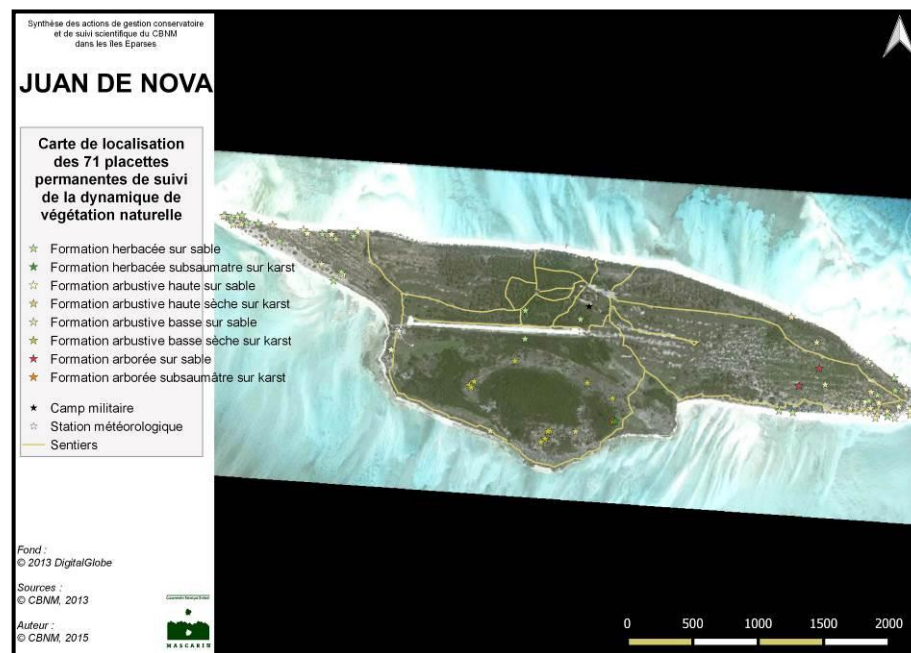 Synthèse des actions de gestion conservatoire
et de suivi scientifique du CBNM
dans les îles Eparses
JUAN DE NOVA
Carte de localisation
des 71 placettes
permanentes de suivi
de la dynamique de
végétation naturelle
Formation herbacée sur sable
Formation herbacée subsaumatre sur karst
Formation arbustive haute sur sable
Formation arbustive haute sèche sur karst
Formation arbustive basse sur sable
Formation arbustive basse sèche sur karst
Formation arborée sur sable
Formation arborée subsaumâtre sur karst
Camp militaire
Station météorologique
Sentiers
Fond :
© 2013 DigitalGlobe
Sources :
© CBNM, 2013
Auteur :
© CBNM, 2015
MASCARIN
0 500 1000 1500 2000